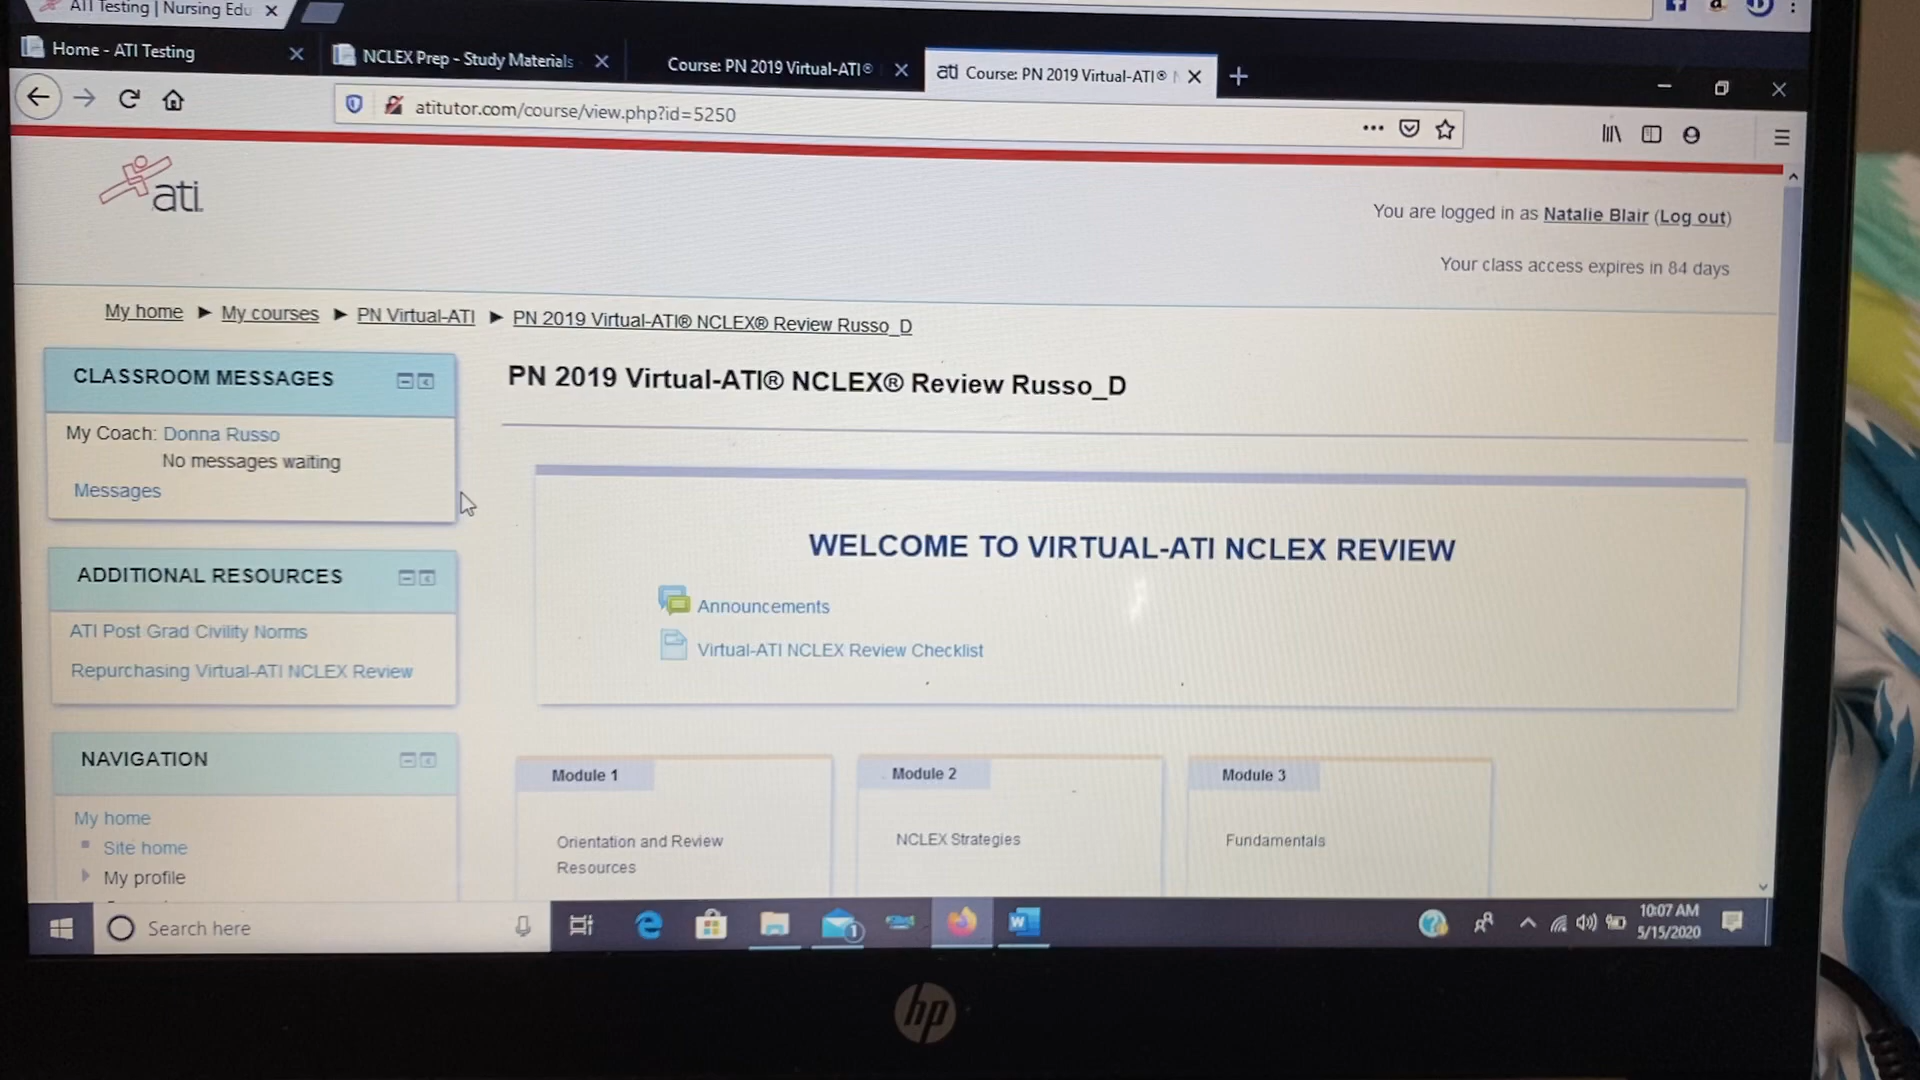 ATI Testing | Nursing Edu
Home - ATI Testing
NCLEX Prep - Study Materials
Course: PN 2019 Virtual-ATI®
ati Course: PN 2019 Virtual-ATI®
atitutor.com/course/view.php?id=5250
ati
You are logged in as Natalie Blair (Log out)
Your class access expires in 84 days
My home ► My courses ► PN Virtual-ATI ► PN 2019 Virtual-ATI® NCLEX® Review Russo_D
CLASSROOM MESSAGES
My Coach: Donna Russo
No messages waiting
Messages
PN 2019 Virtual-ATI® NCLEX® Review Russo_D
WELCOME TO VIRTUAL-ATI NCLEX REVIEW
Announcements
Virtual-ATI NCLEX Review Checklist
ADDITIONAL RESOURCES
ATI Post Grad Civility Norms
Repurchasing Virtual-ATI NCLEX Review
NAVIGATION
My home
Site home
My profile
Module 1
Orientation and Review
Resources
Module 2
NCLEX Strategies
Module 3
Fundamentals
Search here
1
W
10:07 AM
5/15/2020
hp